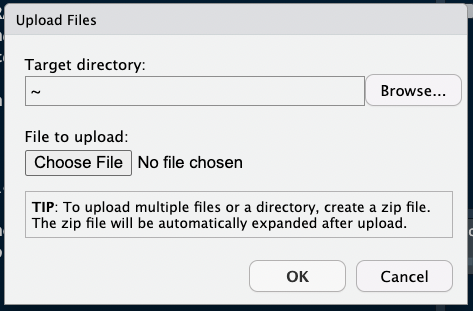 Upload Files
Target directory:
~
Browse...
File to upload:
Choose File No file chosen
TIP: To upload multiple files or a directory, create a zip file.
The zip file will be automatically expanded after upload.
OK Cancel